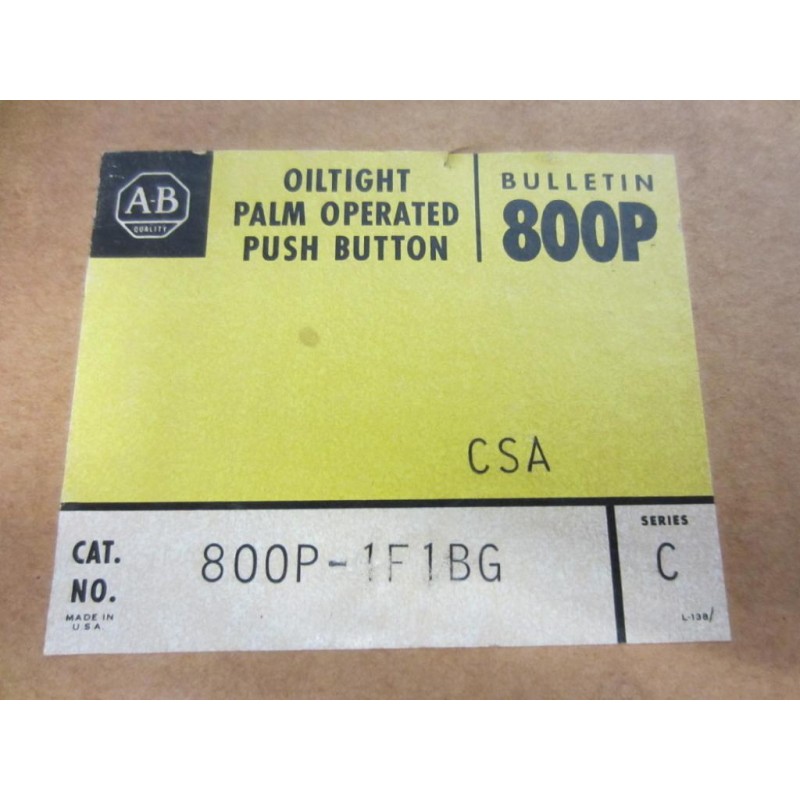 A-B
QUALITY
OILTIGHT
PALM OPERATED
PUSH BUTTON
BULLETIN
800P
CSA
CAT.
NO.
MADE IN
U.S.A.
800P-1F1BG
SERIES
C
L-138/